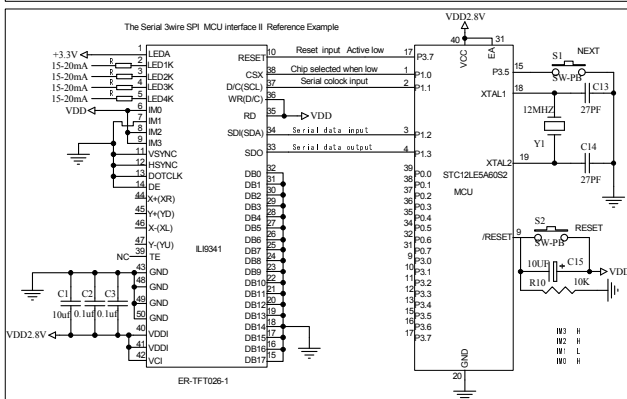 The Serial 3wire SPI MCU interface II Reference Example
+3.3V
15-20mA R
15-20mA R
15-20mA R
15-20mA R
VDD
1 LEDA
2 LED1K
3 LED2K
4 LED3K
5 LED4K
6 IM0
7 IM1
8 IM2
9 IM3
11 VSYNC
12 HSYNC
13 DOTCLK
14 DE
44 X+(XR)
45 Y+(YD)
46 X-(XL)
47 Y-(YU)
NC 39 TE
43 GND
48 GND
49 GND
50 GND
40 VDDI
41 VDDI
42 VCI
C1 C2 C3
10uf 0.1uf 0.1uf
VDD2.8V
ILI9341
ER-TFT026-1
RESET 10
CSX 38
D/C(SCL) 37
WR(D/C) 36
RD 35
VDD
SDI(SDA) 34
SDO 33
DB0 32
DB1 31
DB2 30
DB3 29
DB4 28
DB5 27
DB6 26
DB7 25
DB8 24
DB9 23
DB10 22
DB11 21
DB12 20
DB13 19
DB14 18
DB15 17
DB16 16
DB17 15
Reset input Active low
Chip selected when low
Serial colock input
Serial data input
Serial data output
VDD2.8V
40 31
VCC EA
17 P3.7
1 P1.0
2 P1.1
3 P1.2
4 P1.3
39 P0.0
38 P0.1
37 P0.2
36 P0.3
35 P0.4
34 P0.5
33 P0.6
32 P0.7
31
9 P3.0
10 P3.1
11 P3.2
12 P3.3
13 P3.4
14 P3.5
15 P3.6
16 P3.7
17
STC12LE5A60S2
MCU
GND
20
P3.5 15
XTAL1 18
XTAL2 19
/RESET 9
S1 NEXT
SW-PB
12MHZ
Y1
C13
27PF
C14
27PF
S2 RESET
SW-PB
10UF + C15
VDD
R10 10K
IM3 H
IM2 H
IM1 L
IM0 H